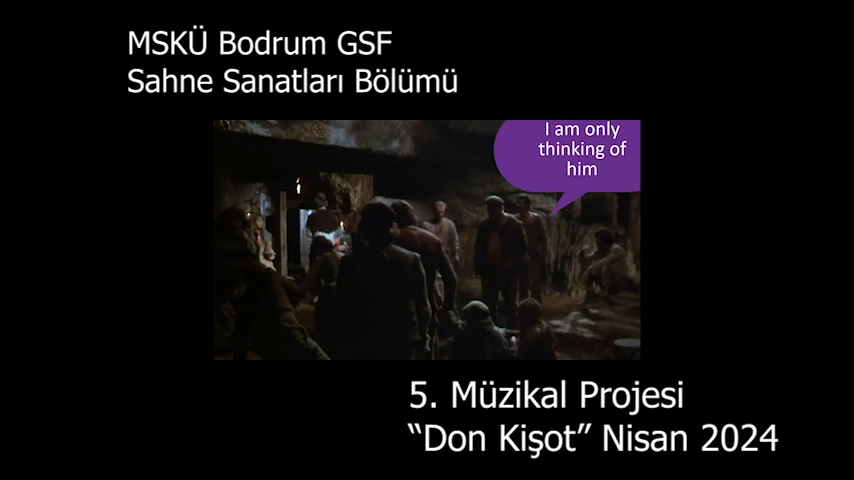 MSKÜ Bodrum GSF
Sahne Sanatları Bölümü
I am only
thinking of
him
5. Müzikal Projesi
“Don Kişot” Nisan 2024